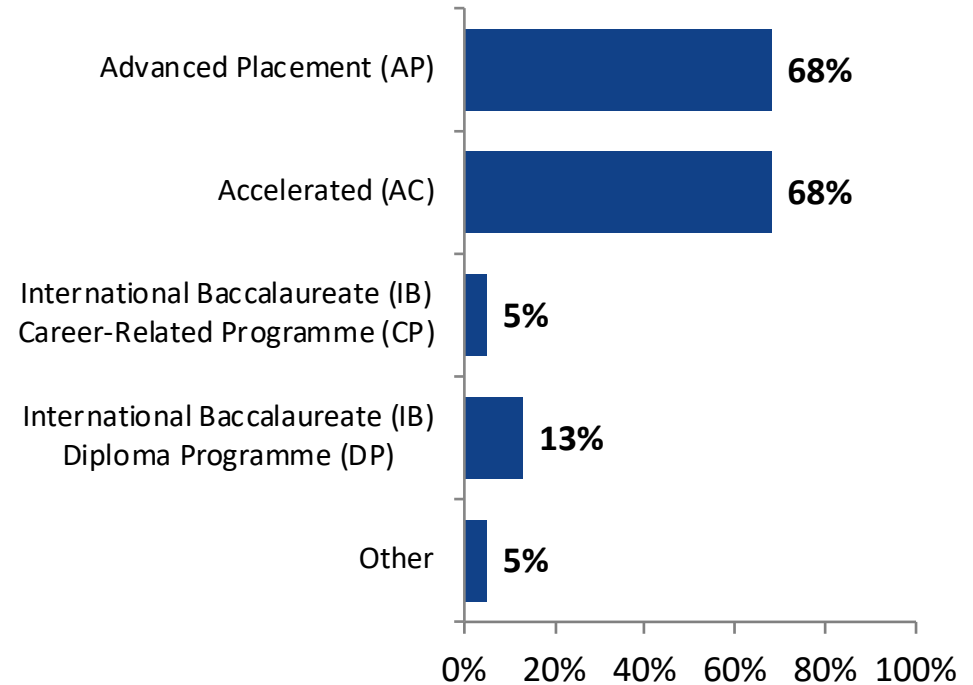 Advanced Placement (AP)
68%
Accelerated (AC)
68%
International Baccalaureate (IB)
Career-Related Programme (CP)
5%
International Baccalaureate (IB)
Diploma Programme (DP)
13%
Other
5%
0% 20% 40% 60% 80% 100%